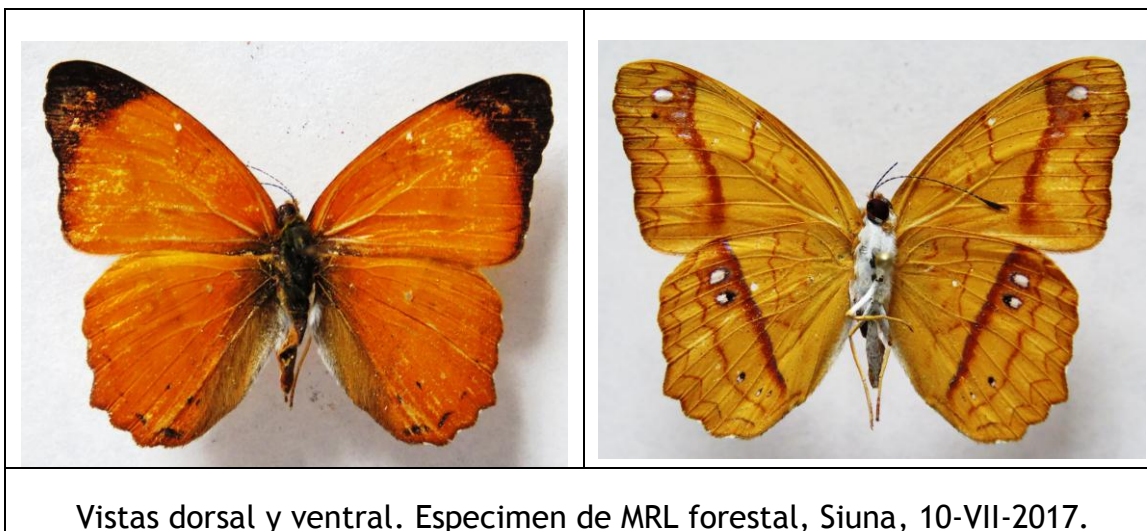 Vistas dorsal y ventral. Especimen de MRL forestal, Siuna, 10-VII-2017.